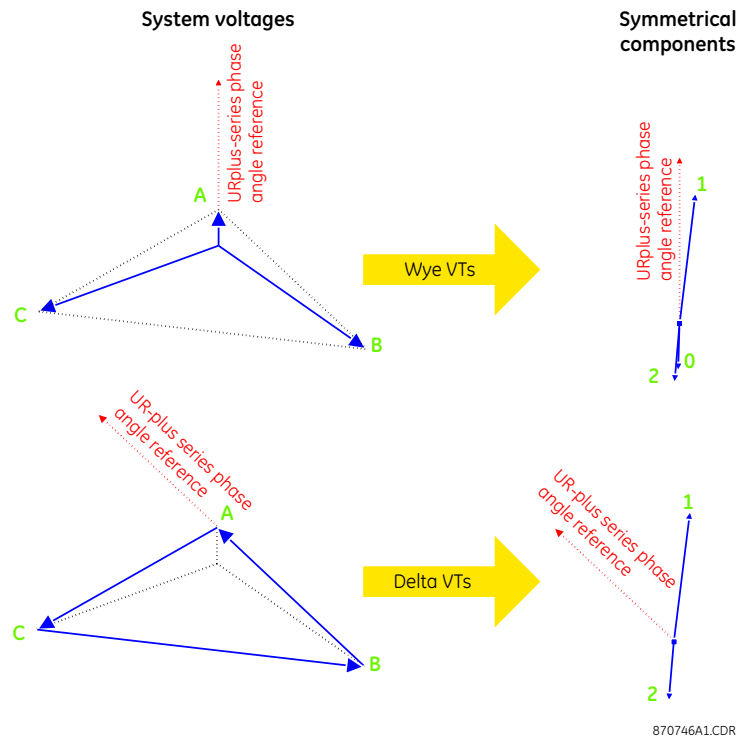 System voltages
Symmetrical
components
URplus-series phase
angle reference
A
C
B
Wye VTs
URplus-series phase
angle reference
1
2
0
UR-plus series phase
angle reference
A
C
B
Delta VTs
UR-plus series phase
angle reference
1
2
870746A1.CDR